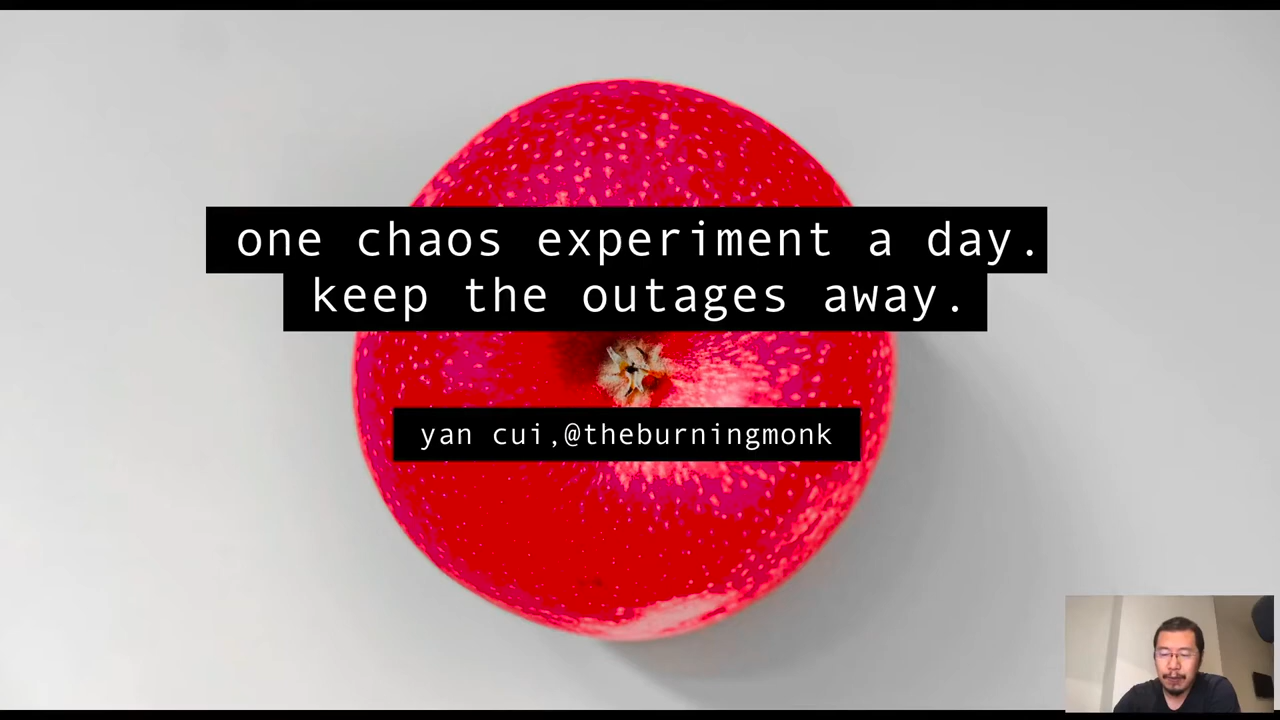 one chaos experiment a day.
keep the outages away.
yan cui,@theburningmonk